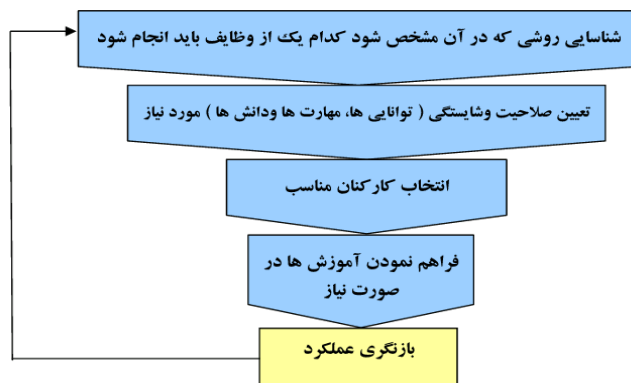 شناسایی روشی که در آن مشخص شود کدام یک از وظایف باید انجام شود
تعیین صلاحیت وشایستگی ( توانایی ها، مهارت ها ودانش ها ) مورد نیاز
انتخاب کارکنان مناسب
فراهم نمودن آموزش ها در
صورت نیاز
بازنگری عملکرد